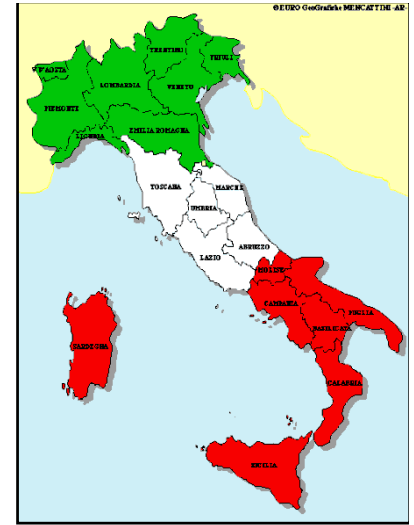 ©EURO GeoGrafiche MENCATTINI -AR-
TRENTINO
FRIULI
V'AOSTA
LOMBARDIA
VENETO
PIEMONTE
EMILIA ROMAGNA
LIGURIA
TOSCANA
MARCHE
UMBRIA
ABRUZZO
LAZIO
MOLISE
CAMPANIA
PUGLIA
BASILICATA
SARDEGNA
CALABRIA
SICILIA